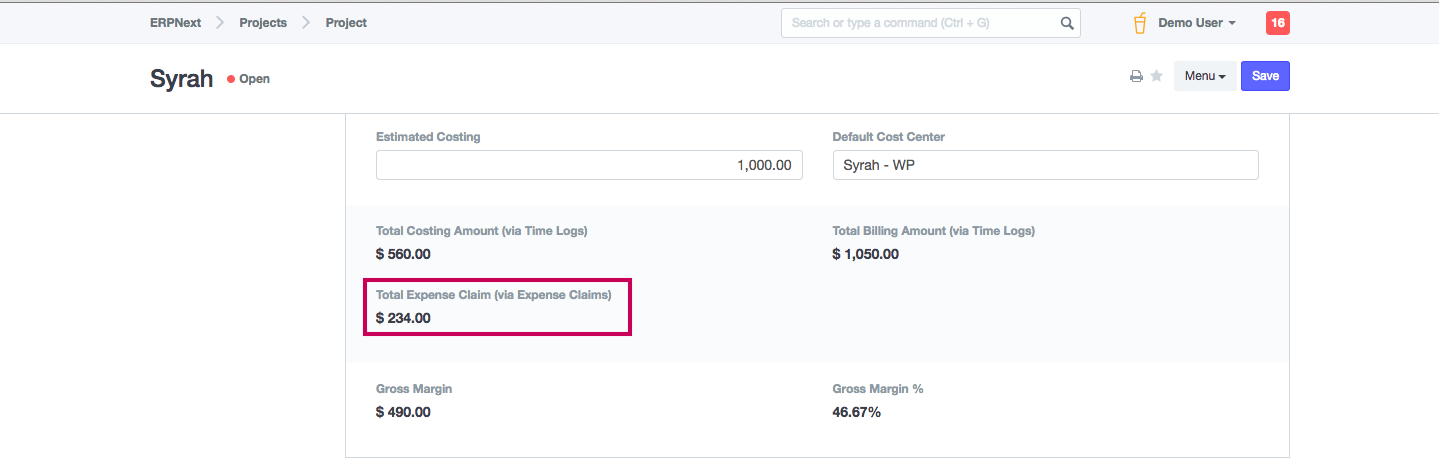 ERPNext Projects Project Search or type a command (Ctrl + G) Demo User 16
Syrah Open Menu Save
Estimated Costing Default Cost Center
1,000.00 Syrah - WP
Total Costing Amount (via Time Logs) Total Billing Amount (via Time Logs)
$ 560.00 $ 1,050.00
Total Expense Claim (via Expense Claims)
$ 234.00
Gross Margin Gross Margin %
$ 490.00 46.67%